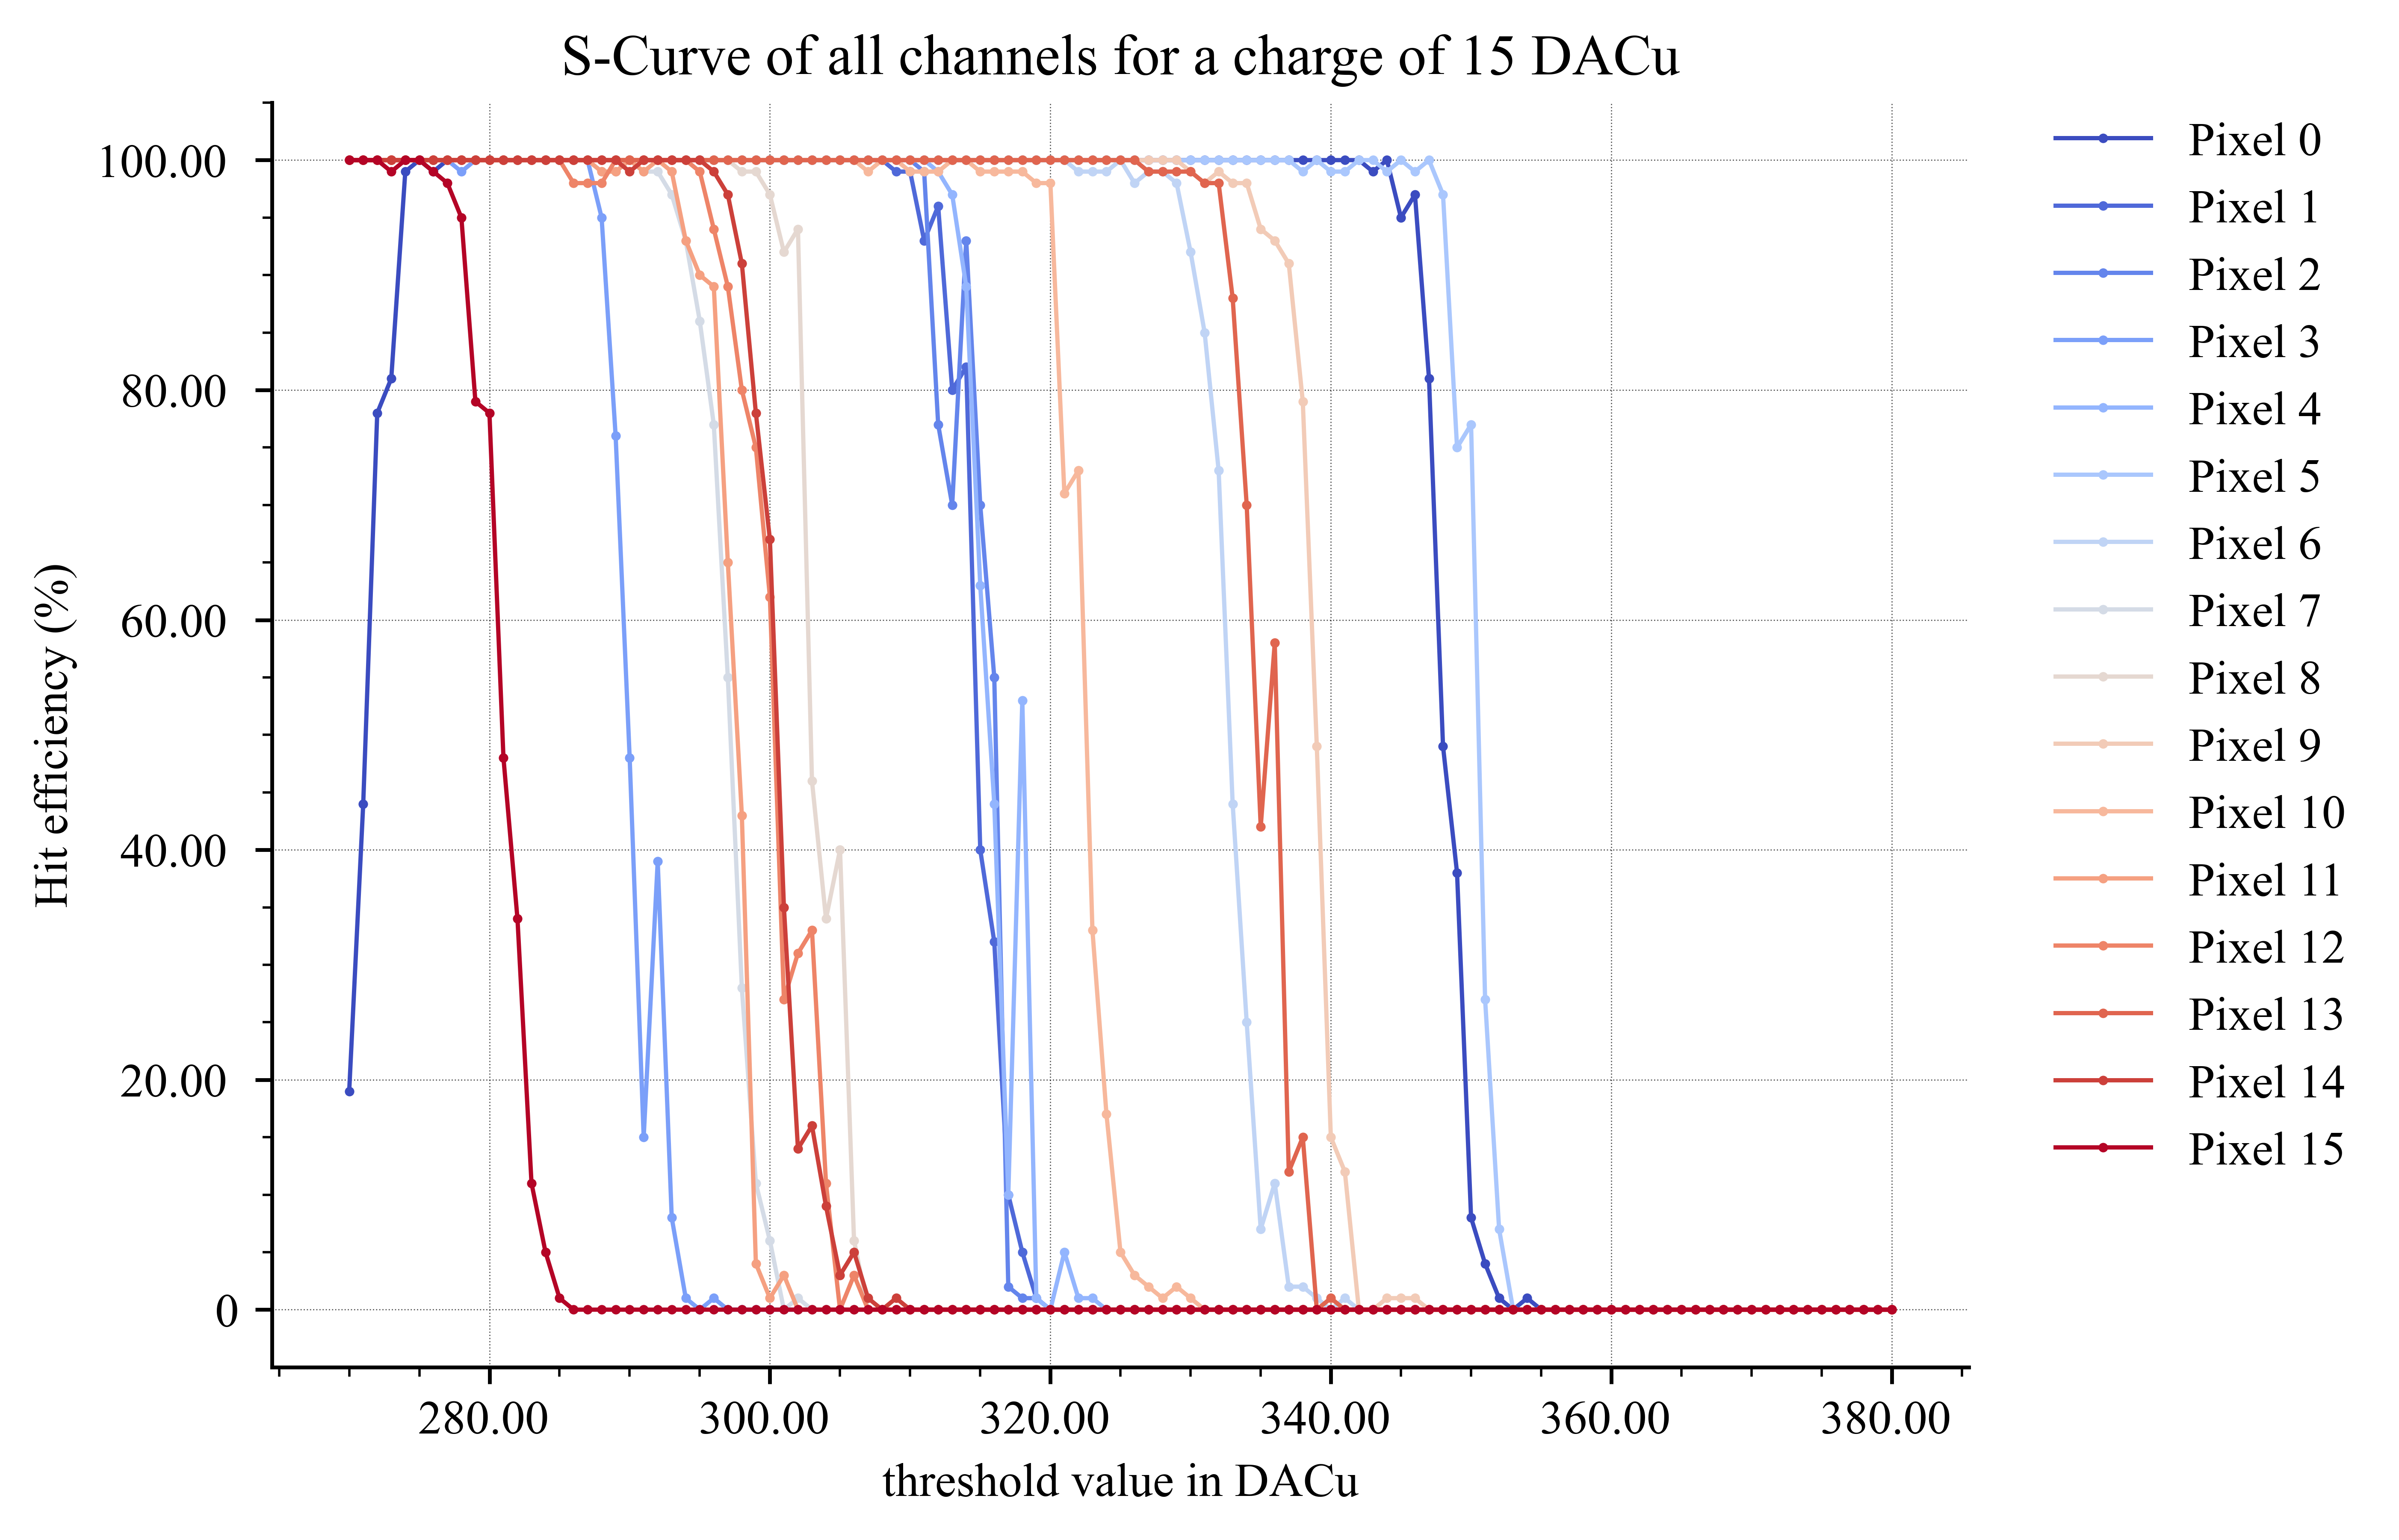 S-Curve of all channels for a charge of 15 DACu
100.00
80.00
60.00
40.00
20.00
0
Hit efficiency (%)
280.00 300.00 320.00 340.00 360.00 380.00
threshold value in DACu
Pixel 0
Pixel 1
Pixel 2
Pixel 3
Pixel 4
Pixel 5
Pixel 6
Pixel 7
Pixel 8
Pixel 9
Pixel 10
Pixel 11
Pixel 12
Pixel 13
Pixel 14
Pixel 15